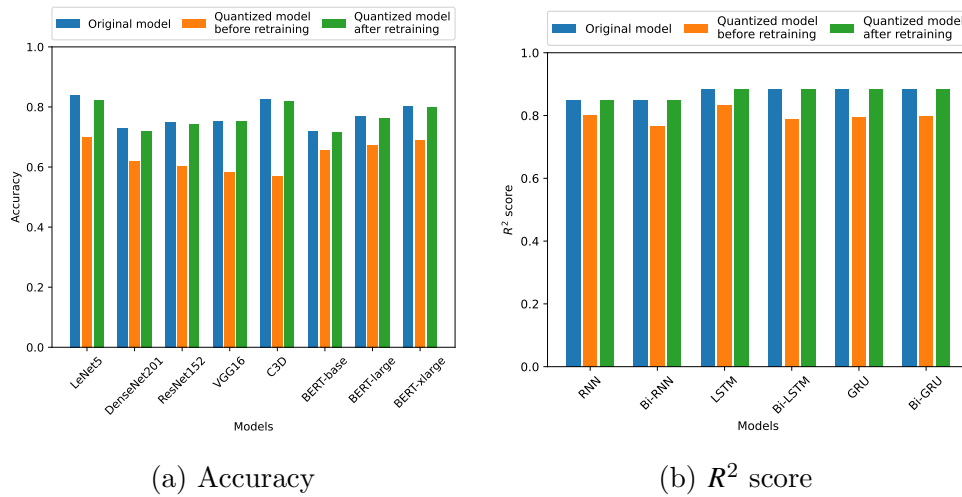 Original model
Quantized model
before retraining
Quantized model
after retraining
1.0
0.8
0.6
0.4
0.2
0.0
Accuracy
LeNet5
DenseNet201
ResNet152
VGG16
C3D
BERT-base
BERT-large
BERT-xlarge
Models
(a) Accuracy
Original model
Quantized model
before retraining
Quantized model
after retraining
1.0
0.8
0.6
0.4
0.2
0.0
R² score
RNN
Bi-RNN
LSTM
Bi-LSTM
GRU
Bi-GRU
Models
(b) R² score